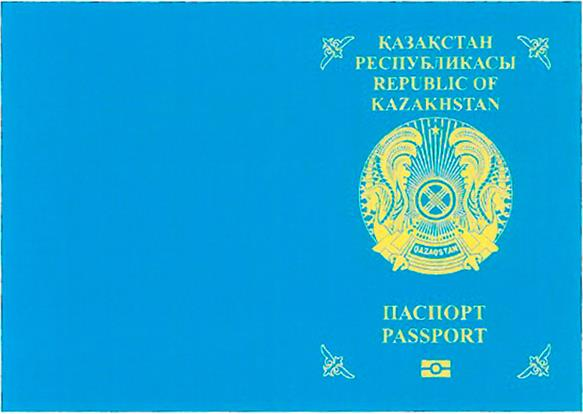 ҚАЗАҚСТАН
РЕСПУБЛИКАСЫ
REPUBLIC OF
KAZAKHSTAN
QAZAQSTAN
ПАСПОРТ
PASSPORT